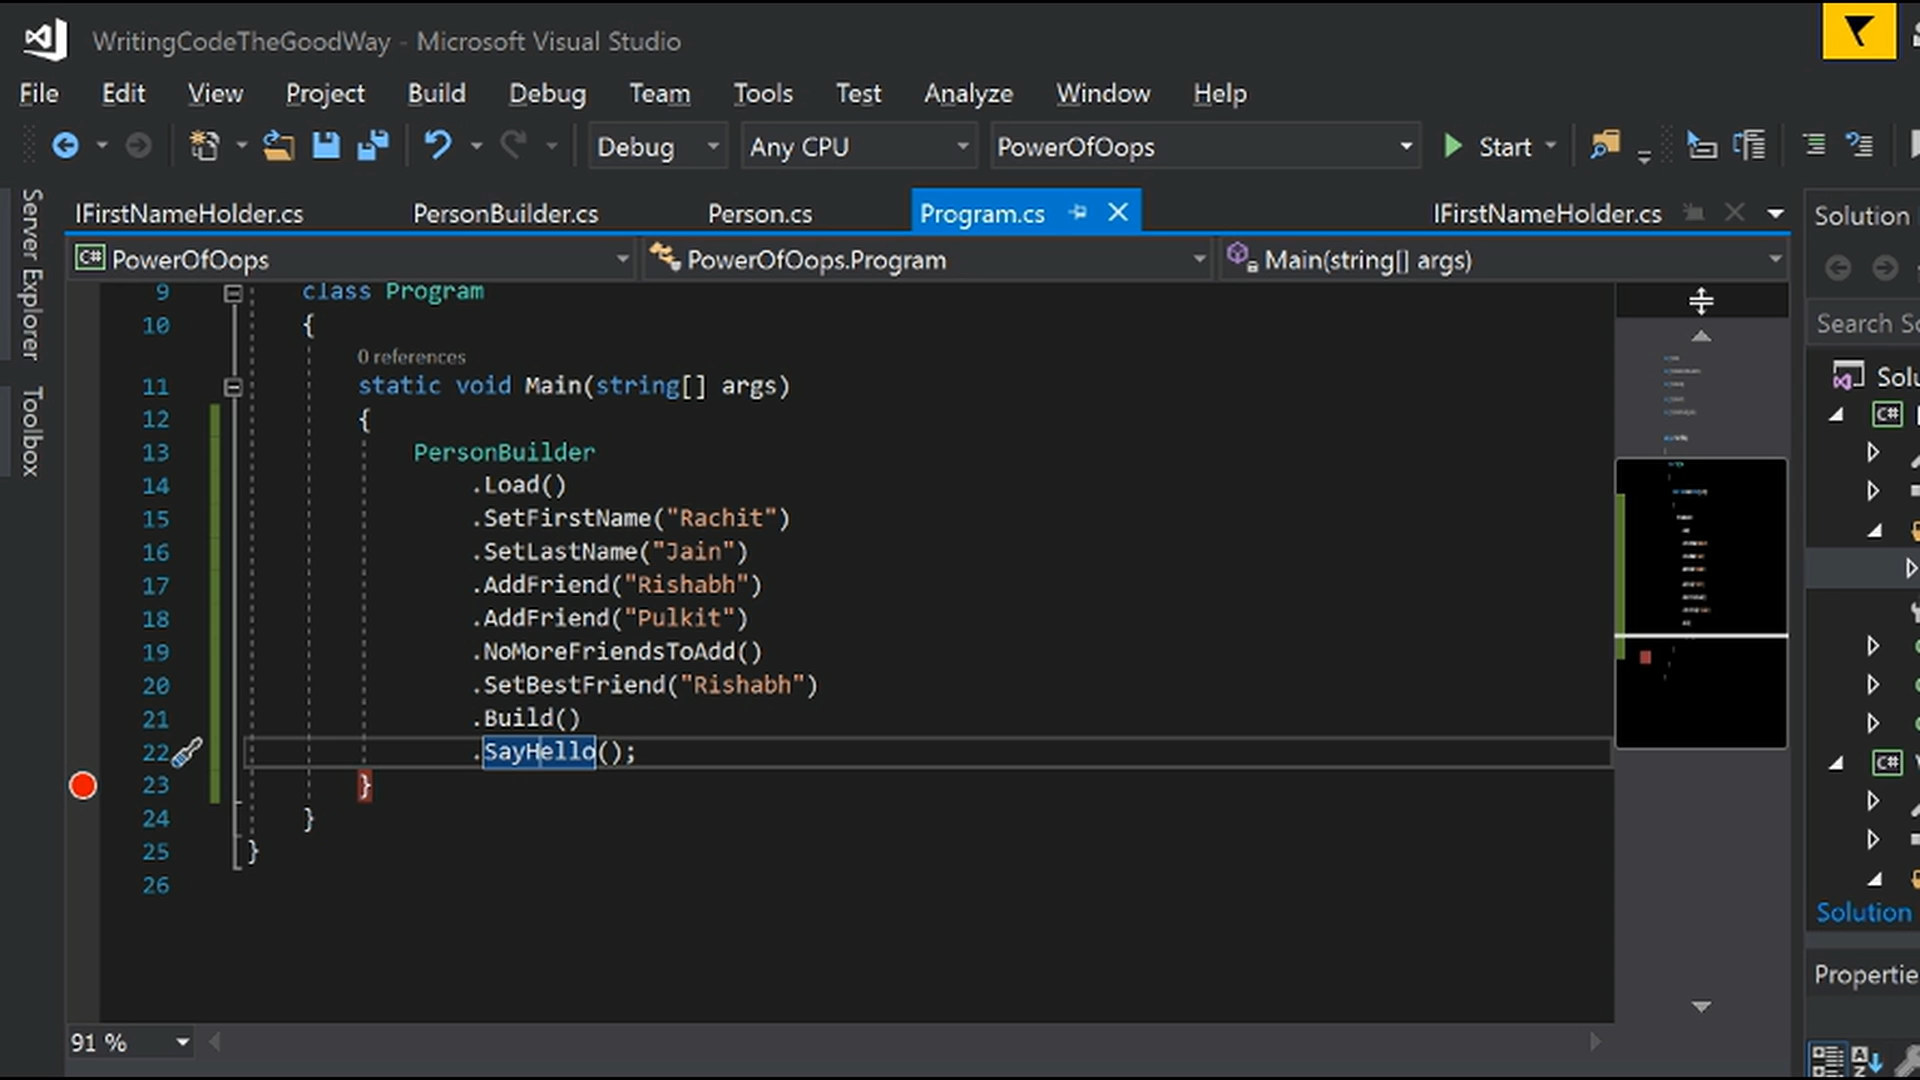 WritingCodeTheGoodWay - Microsoft Visual Studio
File Edit View Project Build Debug Team Tools Test Analyze Window Help
Debug Any CPU PowerOfOops Start
Server Explorer
Toolbox
IFirstNameHolder.cs PersonBuilder.cs Person.cs Program.cs IFirstNameHolder.cs
PowerOfOops PowerOfOops.Program Main(string[] args)
9 class Program
10 {
0 references
11 static void Main(string[] args)
12 {
13 PersonBuilder
14 .Load()
15 .SetFirstName("Rachit")
16 .SetLastName("Jain")
17 .AddFriend("Rishabh")
18 .AddFriend("Pulkit")
19 .NoMoreFriendsToAdd()
20 .SetBestFriend("Rishabh")
21 .Build()
22 .SayHello();
23 }
24 }
25 }
26
91 %
Solution
Search So
Solu
C#
C#
Solution
Propertie